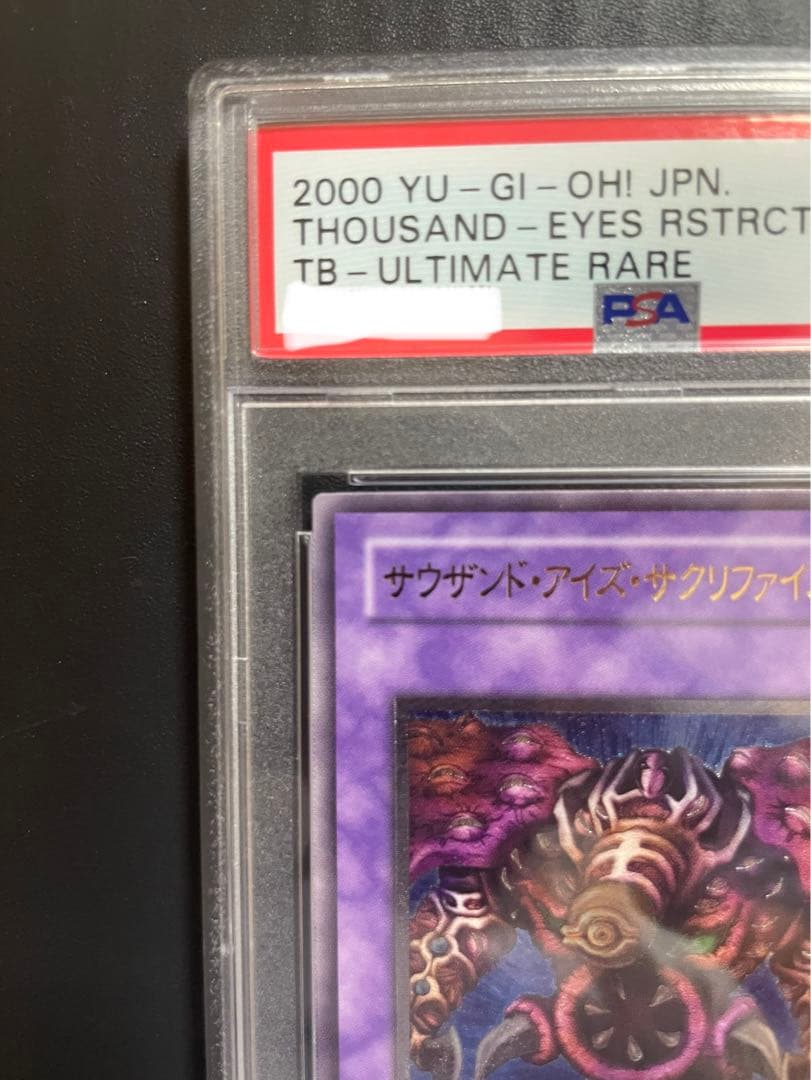 2000 YU-GI-OH! JPN.
THOUSAND-EYES RSTRCT
TB-ULTIMATE RARE
PSA
サウザンド・アイズ・サクリファイ